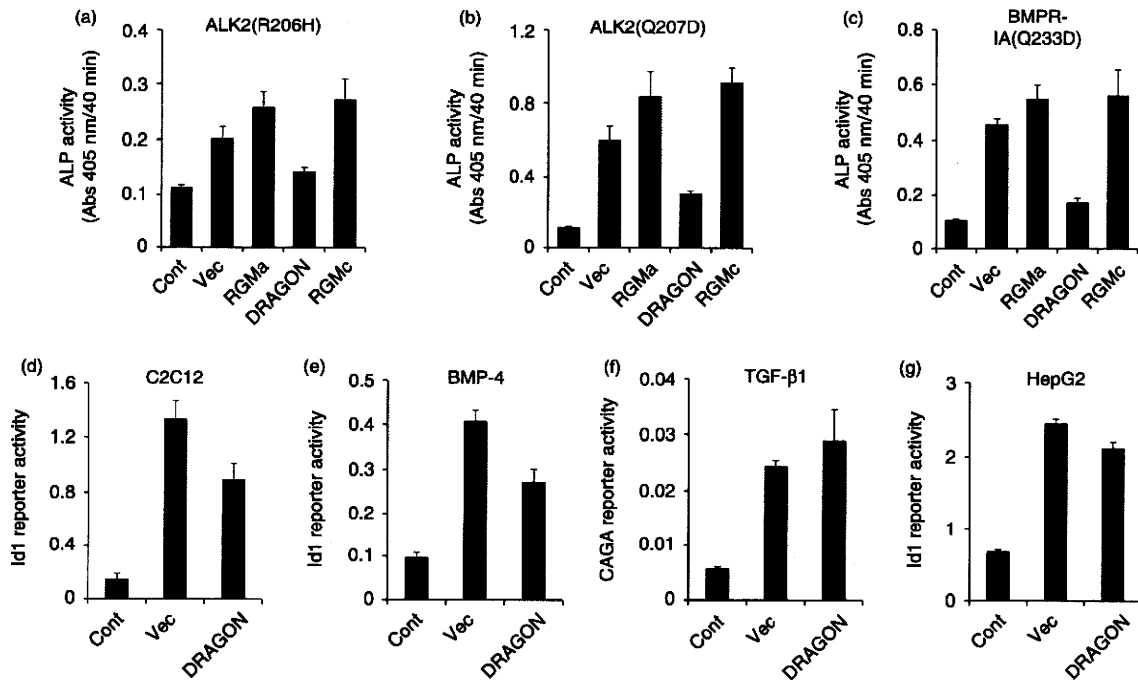 (a)
ALK2(R206H)
ALP activity
(Abs 405 nm/40 min)
0.4
0.3
0.2
0.1
0
Cont
Vec
RGMa
DRAGON
RGMc
(b)
ALK2(Q207D)
ALP activity
(Abs 405 nm/40 min)
1.2
0.8
0.4
0
Cont
Vec
RGMa
DRAGON
RGMc
(c)
BMPR-
IA(Q233D)
ALP activity
(Abs 405 nm/40 min)
0.8
0.6
0.4
0.2
0
Cont
Vec
RGMa
DRAGON
RGMc
(d)
C2C12
Id1 reporter activity
1.6
1.2
0.8
0.4
0
Cont
Vec
DRAGON
(e)
BMP-4
Id1 reporter activity
0.5
0.4
0.3
0.2
0.1
0
Cont
Vec
DRAGON
(f)
TGF-β1
CAGA reporter activity
0.04
0.03
0.02
0.01
0
Cont
Vec
DRAGON
(g)
HepG2
Id1 reporter activity
3
2
1
0
Cont
Vec
DRAGON